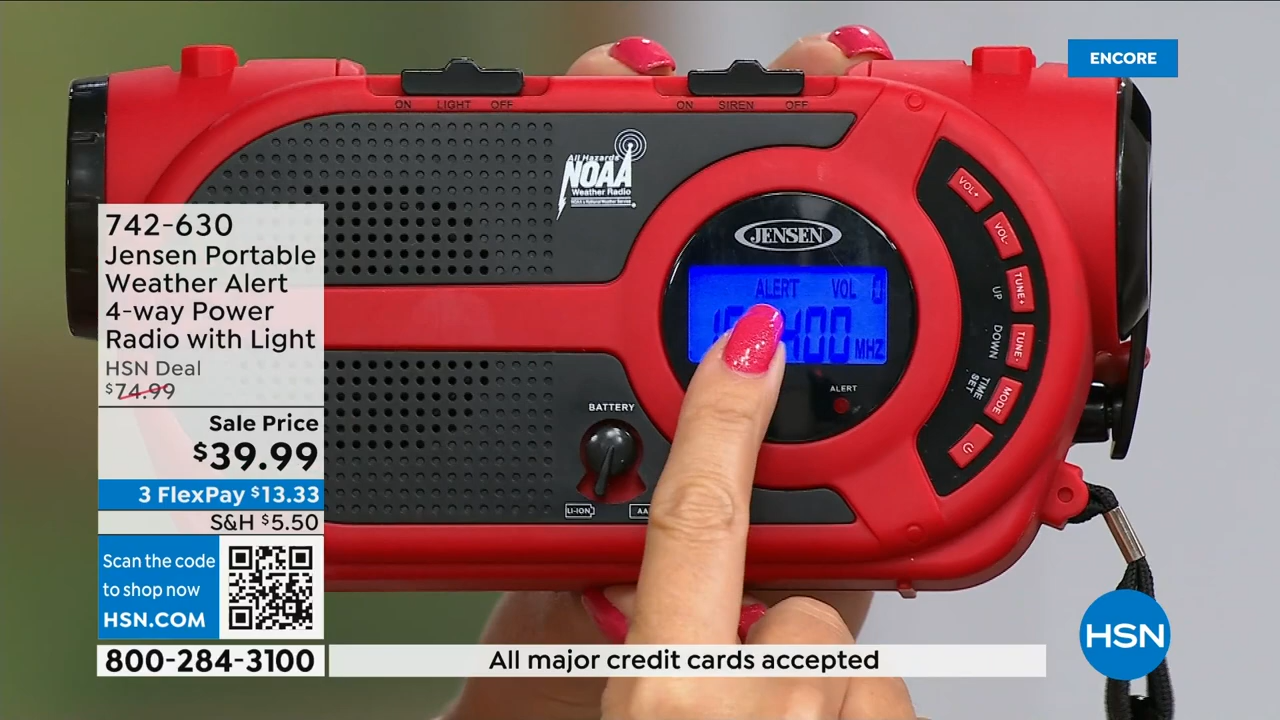 ENCORE
ON LIGHT OFF
ON SIREN OFF
All Hazards
NOAA
Weather Radio
VOL+
VOL-
TUNE+
UP
TUNE-
DOWN
MODE
TIME SET
JENSEN
ALERT VOL 0
400 MHZ
ALERT
BATTERY
LI-ION
AA
742-630
Jensen Portable
Weather Alert
4-way Power
Radio with Light
HSN Deal
$74.99
Sale Price
$39.99
3 FlexPay $13.33
S&H $5.50
Scan the code
to shop now
HSN.COM
800-284-3100
All major credit cards accepted
HSN